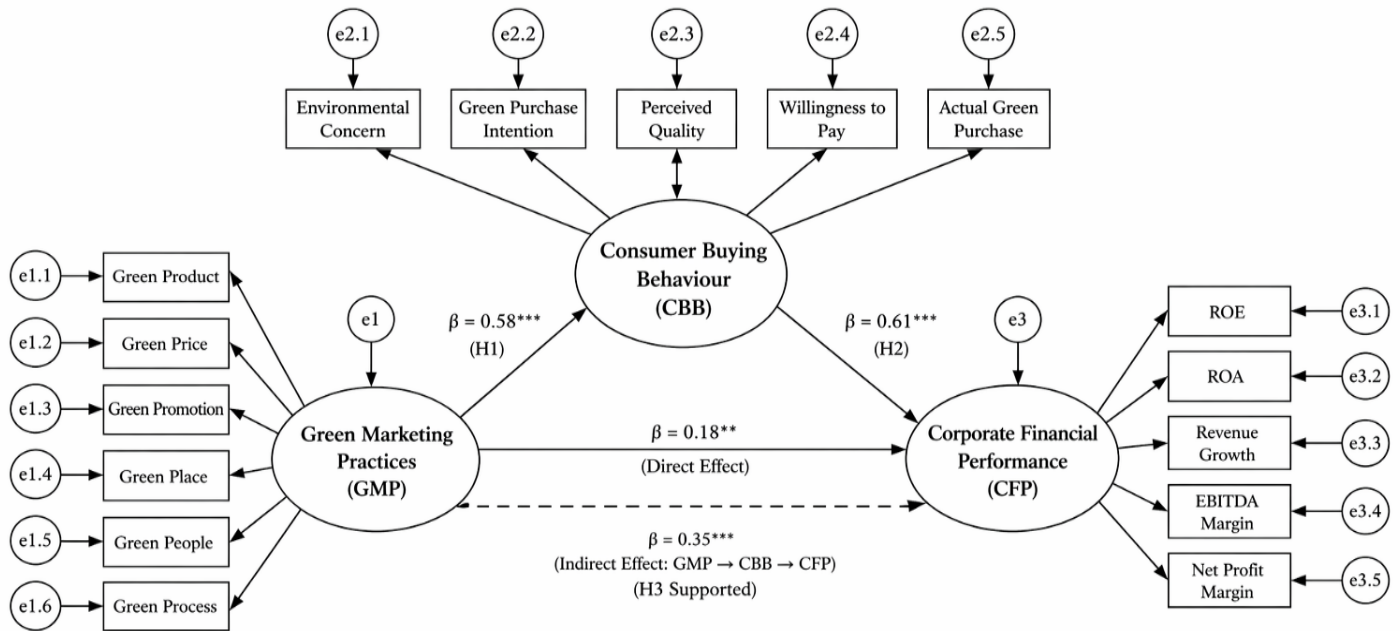 e2.1
e2.2
e2.3
e2.4
e2.5
Environmental
Concern
Green Purchase
Intention
Perceived
Quality
Willingness to
Pay
Actual Green
Purchase
Consumer Buying
Behaviour
(CBB)
e1.1
Green Product
e1.2
Green Price
e1.3
Green Promotion
e1.4
Green Place
e1.5
Green People
e1.6
Green Process
e1
Green Marketing
Practices
(GMP)
β = 0.58***
(H1)
β = 0.61***
(H2)
β = 0.18**
(Direct Effect)
β = 0.35***
(Indirect Effect: GMP → CBB → CFP)
(H3 Supported)
e3
Corporate Financial
Performance
(CFP)
ROE
e3.1
ROA
e3.2
Revenue
Growth
e3.3
EBITDA
Margin
e3.4
Net Profit
Margin
e3.5